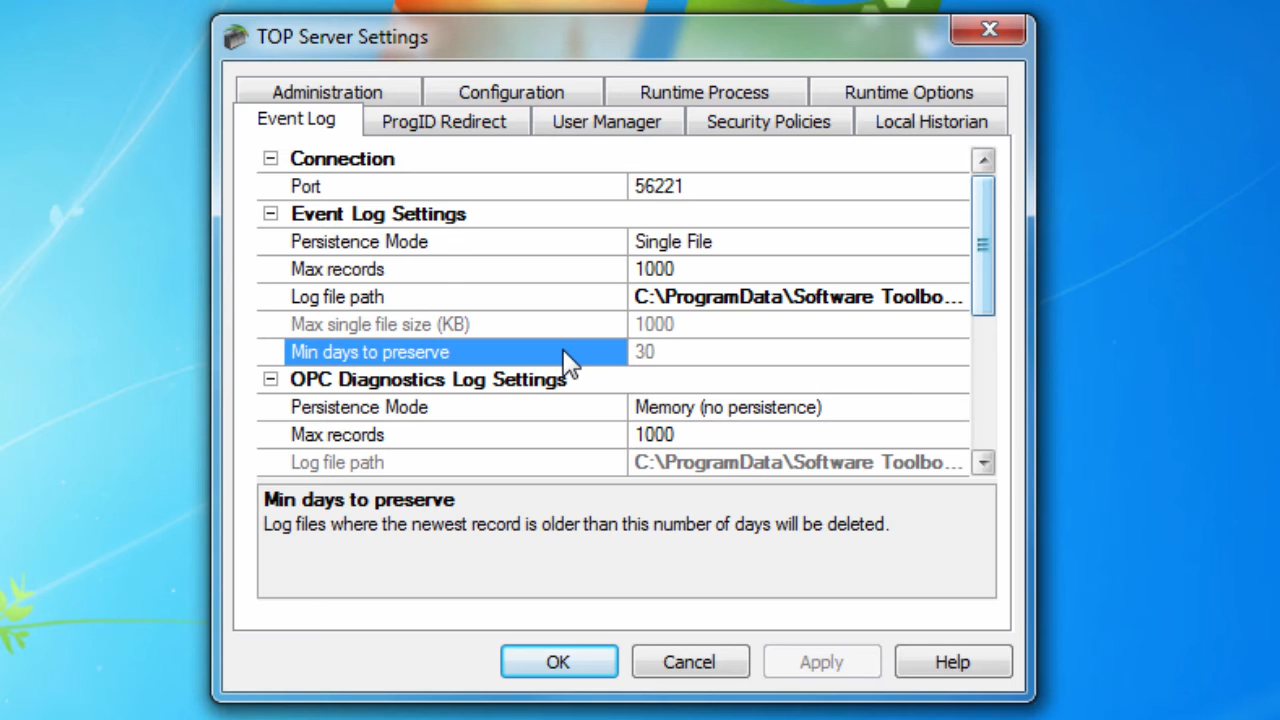 TOP Server Settings
Administration Configuration Runtime Process Runtime Options
Event Log ProgID Redirect User Manager Security Policies Local Historian
Connection
Port 56221
Event Log Settings
Persistence Mode Single File
Max records 1000
Log file path C:\ProgramData\Software Toolbo...
Max single file size (KB) 1000
Min days to preserve 30
OPC Diagnostics Log Settings
Persistence Mode Memory (no persistence)
Max records 1000
Log file path C:\ProgramData\Software Toolbo...
Min days to preserve
Log files where the newest record is older than this number of days will be deleted.
OK Cancel Apply Help